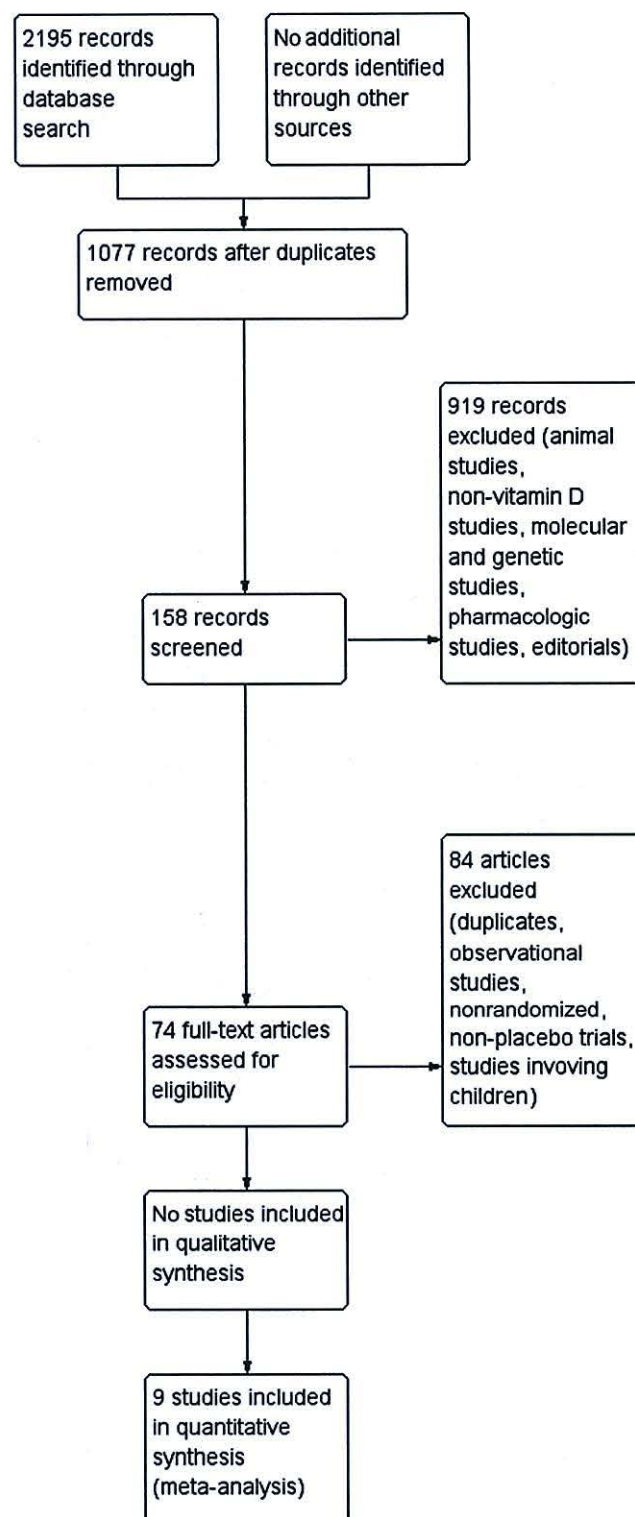 2195 records
identified through
database
search
No additional
records identified
through other
sources
1077 records after duplicates
removed
919 records
excluded (animal
studies,
non-vitamin D
studies, molecular
and genetic
studies,
pharmacologic
studies, editorials)
158 records
screened
84 articles
excluded
(duplicates,
observational
studies,
nonrandomized,
non-placebo trials,
studies invoving
children)
74 full-text articles
assessed for
eligibility
No studies included
in qualitative
synthesis
9 studies included
in quantitative
synthesis
(meta-analysis)